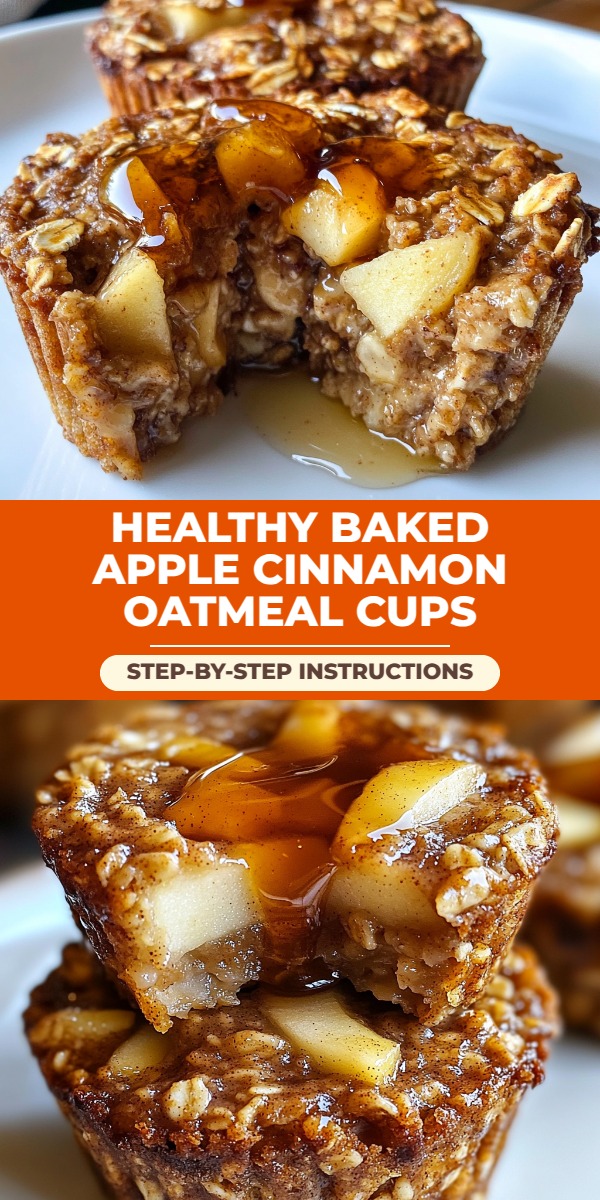 HEALTHY BAKED
APPLE CINNAMON
OATMEAL CUPS
STEP-BY-STEP INSTRUCTIONS